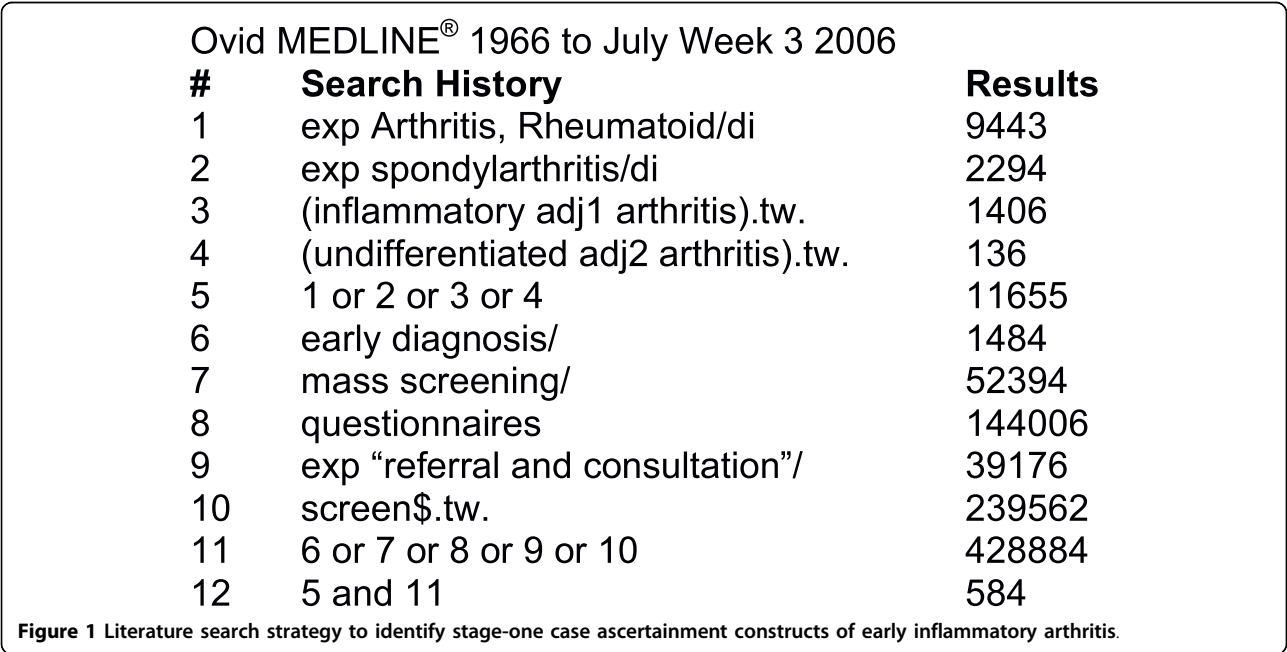 Ovid MEDLINE® 1966 to July Week 3 2006
# Search History Results
1 exp Arthritis, Rheumatoid/di 9443
2 exp spondylarthritis/di 2294
3 (inflammatory adj1 arthritis).tw. 1406
4 (undifferentiated adj2 arthritis).tw. 136
5 1 or 2 or 3 or 4 11655
6 early diagnosis/ 1484
7 mass screening/ 52394
8 questionnaires 144006
9 exp “referral and consultation”/ 39176
10 screen$.tw. 239562
11 6 or 7 or 8 or 9 or 10 428884
12 5 and 11 584
Figure 1 Literature search strategy to identify stage-one case ascertainment constructs of early inflammatory arthritis.